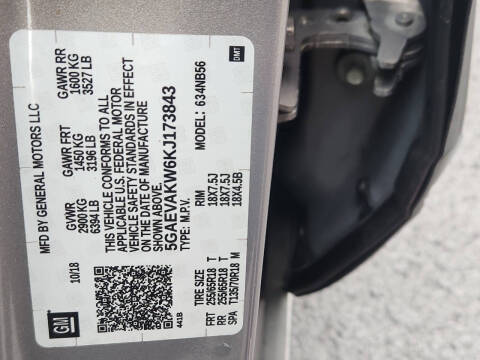 MFD BY GENERAL MOTORS LLC
10/18
GVWR
2900 KG
6394 LB
GAWR FRT
1450 KG
3196 LB
GAWR RR
1600 KG
3527 LB
THIS VEHICLE CONFORMS TO ALL
APPLICABLE U.S. FEDERAL MOTOR
VEHICLE SAFETY STANDARDS IN EFFECT
ON THE DATE OF MANUFACTURE
SHOWN ABOVE.
5GAEVAKW6KJ173843
TYPE: M.P.V. MODEL: 634NB56
GM
441B
TIRE SIZE RIM
FRT 255/65R18 T 18X7.5J
RR 255/65R18 T 18X7.5J
SPA T135/70R18 M 18X4.5B
DMT